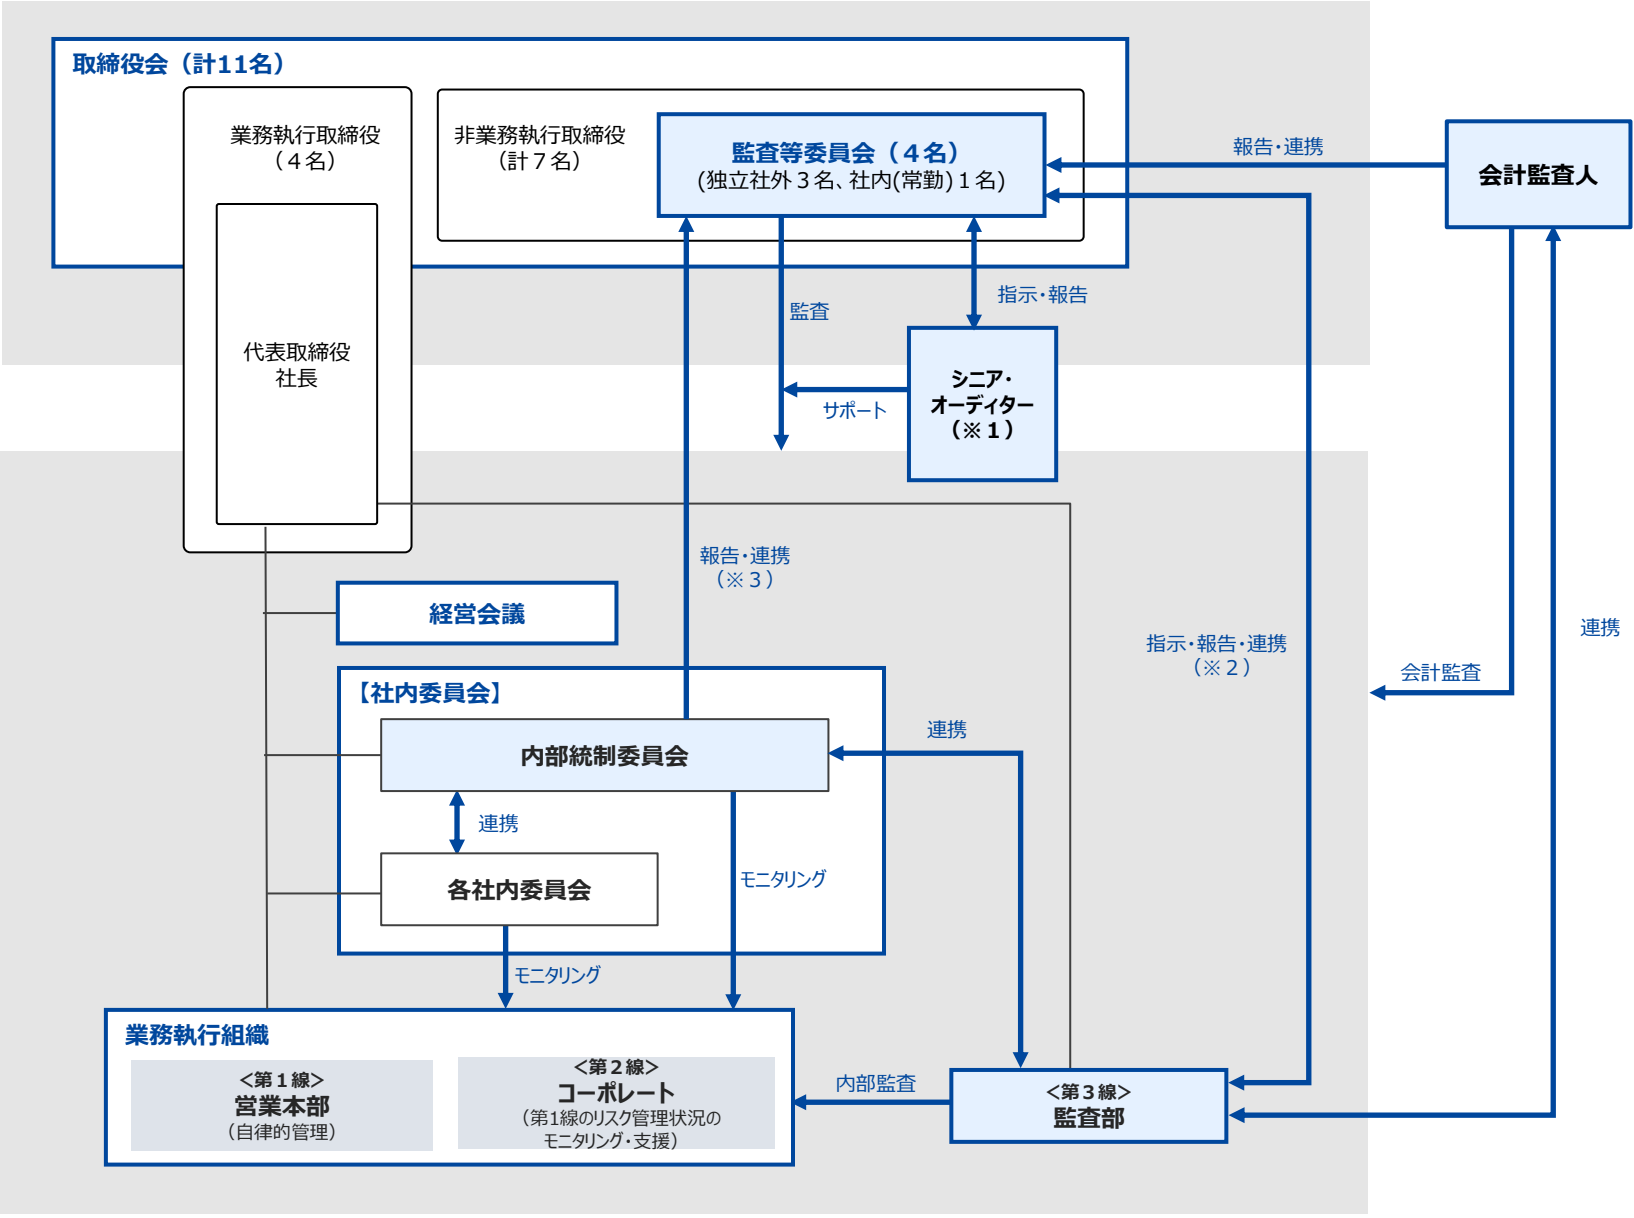 取締役会（計11名）
業務執行取締役
（４名）
非業務執行取締役
（計７名）
監査等委員会（４名）
(独立社外３名、社内(常勤)１名)
報告・連携
会計監査人
代表取締役
社長
監査
指示・報告
シニア・
オーディター
（※１）
サポート
報告・連携
（※３）
経営会議
指示・報告・連携
（※２）
連携
会計監査
【社内委員会】
内部統制委員会
連携
連携
各社内委員会
モニタリング
モニタリング
業務執行組織
＜第１線＞
営業本部
（自律的管理）
＜第２線＞
コーポレート
（第1線のリスク管理状況の
モニタリング・支援）
内部監査
＜第３線＞
監査部